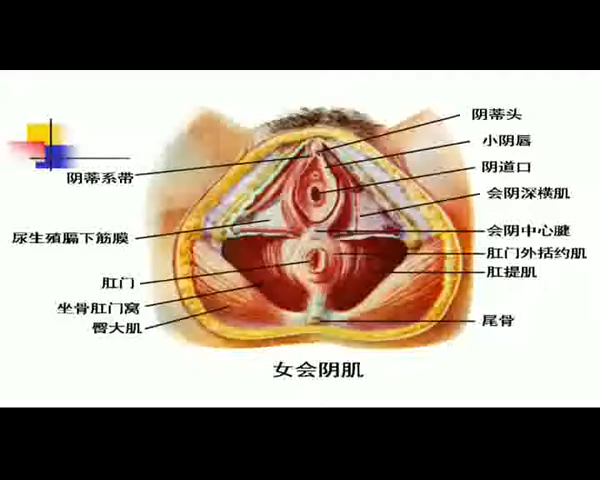 阴蒂头
小阴唇
阴道口
阴蒂系带
会阴深横肌
尿生殖膈下筋膜
会阴中心腱
肛门外括约肌
肛提肌
肛门
坐骨肛门窝
臀大肌
尾骨
女会阴肌